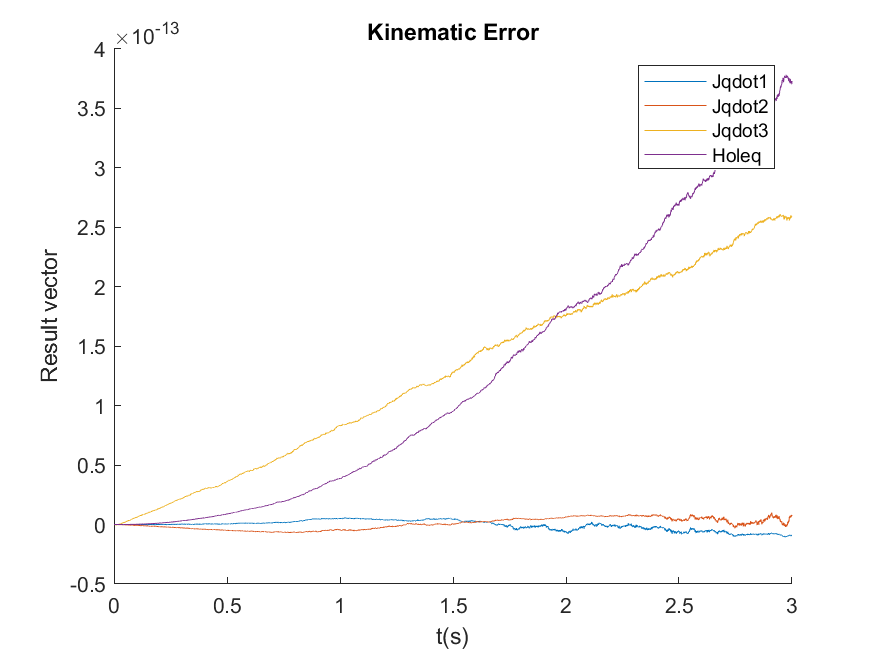 Kinematic Error
×10-13
4
3.5
3
2.5
2
1.5
1
0.5
0
-0.5
Result vector
Jqdot1
Jqdot2
Jqdot3
Holeq
0 0.5 1 1.5 2 2.5 3
t(s)